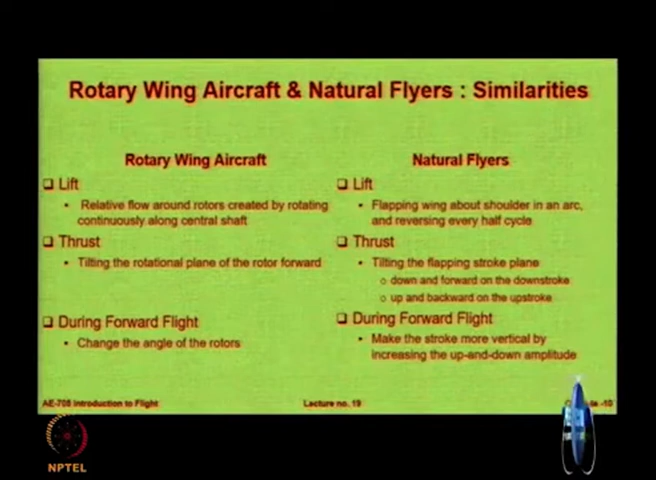 Rotary Wing Aircraft & Natural Flyers : Similarities
Rotary Wing Aircraft
Lift
Relative flow around rotors created by rotating
continuously along central shaft
Thrust
Tilting the rotational plane of the rotor forward
During Forward Flight
Change the angle of the rotors
Natural Flyers
Lift
Flapping wing about shoulder in an arc,
and reversing every half cycle
Thrust
Tilting the flapping stroke plane
down and forward on the downstroke
up and backward on the upstroke
During Forward Flight
Make the stroke more vertical by
increasing the up-and-down amplitude
AE-708 Introduction to Flight
Lecture no. 19
-10
NPTEL